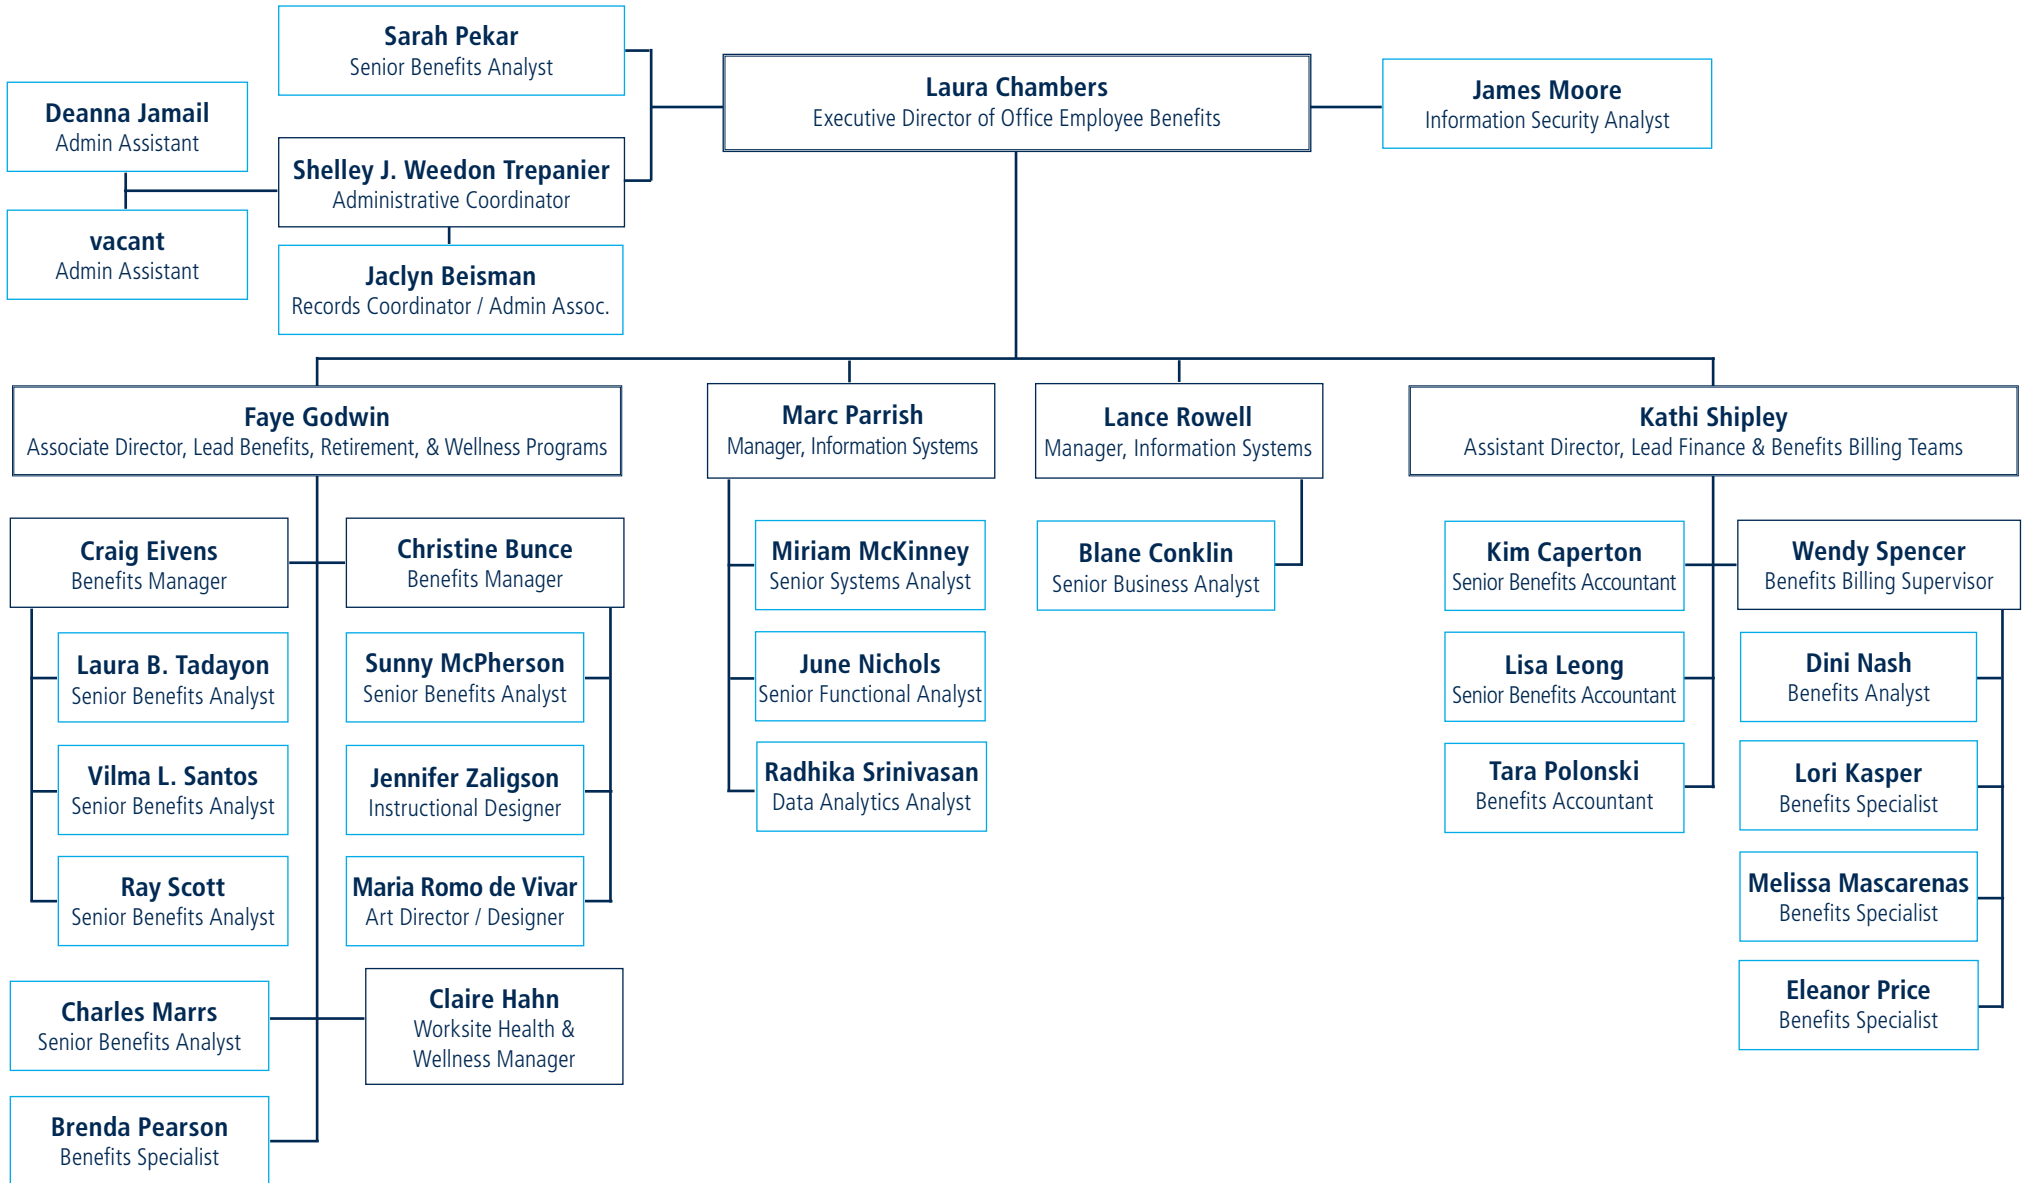 Sarah Pekar
Senior Benefits Analyst
Laura Chambers
Executive Director of Office Employee Benefits
James Moore
Information Security Analyst
Deanna Jamail
Admin Assistant
Shelley J. Weedon Trepanier
Administrative Coordinator
vacant
Admin Assistant
Jaclyn Beisman
Records Coordinator / Admin Assoc.
Faye Godwin
Associate Director, Lead Benefits, Retirement, & Wellness Programs
Marc Parrish
Manager, Information Systems
Lance Rowell
Manager, Information Systems
Kathi Shipley
Assistant Director, Lead Finance & Benefits Billing Teams
Craig Eivens
Benefits Manager
Christine Bunce
Benefits Manager
Miriam McKinney
Senior Systems Analyst
Blane Conklin
Senior Business Analyst
Kim Caperton
Senior Benefits Accountant
Wendy Spencer
Benefits Billing Supervisor
Laura B. Tadayon
Senior Benefits Analyst
Sunny McPherson
Senior Benefits Analyst
June Nichols
Senior Functional Analyst
Lisa Leong
Senior Benefits Accountant
Dini Nash
Benefits Analyst
Vilma L. Santos
Senior Benefits Analyst
Jennifer Zaligson
Instructional Designer
Radhika Srinivasan
Data Analytics Analyst
Tara Polonski
Benefits Accountant
Lori Kasper
Benefits Specialist
Ray Scott
Senior Benefits Analyst
Maria Romo de Vivar
Art Director / Designer
Melissa Mascarenas
Benefits Specialist
Charles Marrs
Senior Benefits Analyst
Claire Hahn
Worksite Health &
Wellness Manager
Eleanor Price
Benefits Specialist
Brenda Pearson
Benefits Specialist